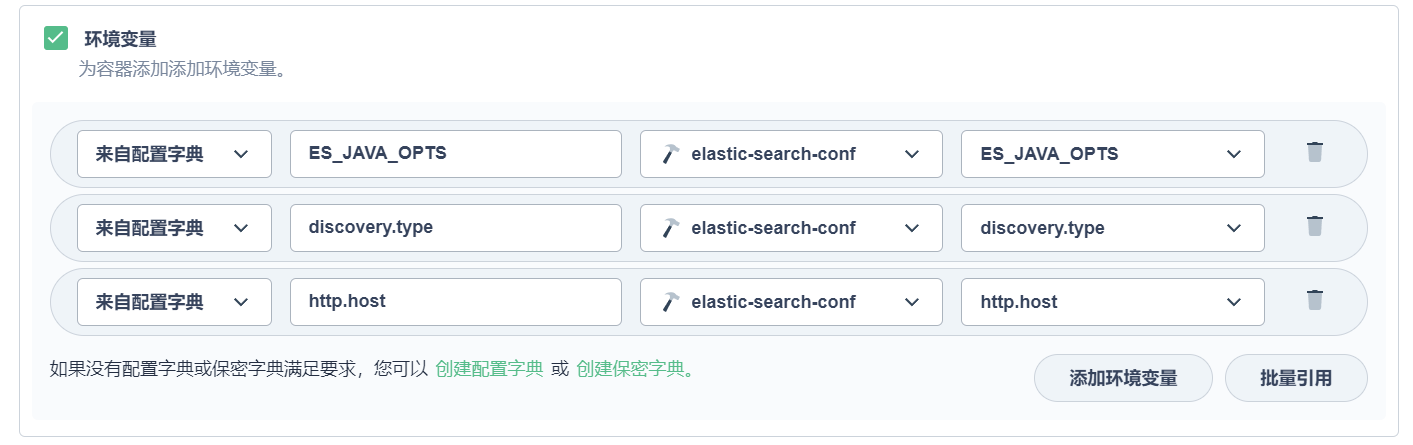 环境变量
为容器添加添加环境变量。
来自配置字典 ES_JAVA_OPTS elastic-search-conf ES_JAVA_OPTS
来自配置字典 discovery.type elastic-search-conf discovery.type
来自配置字典 http.host elastic-search-conf http.host
如果没有配置字典或保密字典满足要求，您可以 创建配置字典 或 创建保密字典。
添加环境变量 批量引用